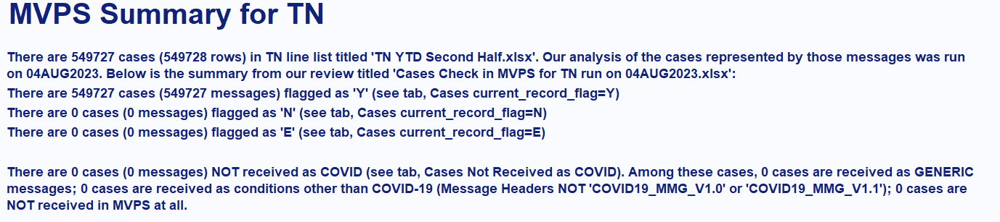 MVPS Summary for TN
There are 549727 cases (549728 rows) in TN line list titled 'TN YTD Second Half.xlsx'. Our analysis of the cases represented by those messages was run
on 04AUG2023. Below is the summary from our review titled 'Cases Check in MVPS for TN run on 04AUG2023.xlsx':
There are 549727 cases (549727 messages) flagged as 'Y' (see tab, Cases current_record_flag=Y)
There are 0 cases (0 messages) flagged as 'N' (see tab, Cases current_record_flag=N)
There are 0 cases (0 messages) flagged as 'E' (see tab, Cases current_record_flag=E)
There are 0 cases (0 messages) NOT received as COVID (see tab, Cases Not Received as COVID). Among these cases, 0 cases are received as GENERIC
messages; 0 cases are received as conditions other than COVID-19 (Message Headers NOT 'COVID19_MMG_V1.0' or 'COVID19_MMG_V1.1'); 0 cases are
NOT received in MVPS at all.